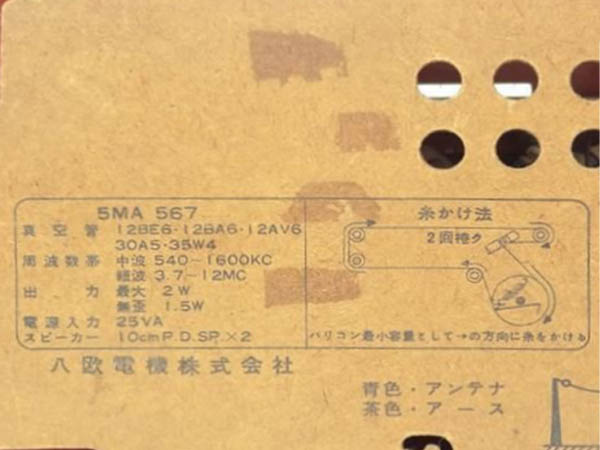 5MA 567
真空管 12BE6・12BA6・12AV6
30A5・35W4
周波数帯 中波 540-1600KC
短波 3.7-12MC
出力 最大 2W
無歪 1.5W
電源入力 25VA
スピーカー 10cm P.D.SP.×2
糸かけ法
2回捲ク
バリコン最小容量として→の方向に糸をかける
八欧電機株式会社
青色・アンテナ
茶色・アース